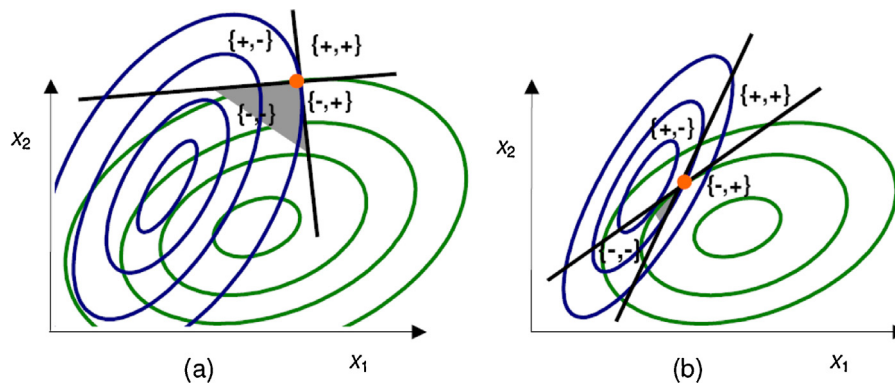 {+,-}
{+,+}
{-,-}
{-,+}
x₂
x₁
(a)
{+,+}
{+,-}
{-,+}
{-,-}
x₂
x₁
(b)